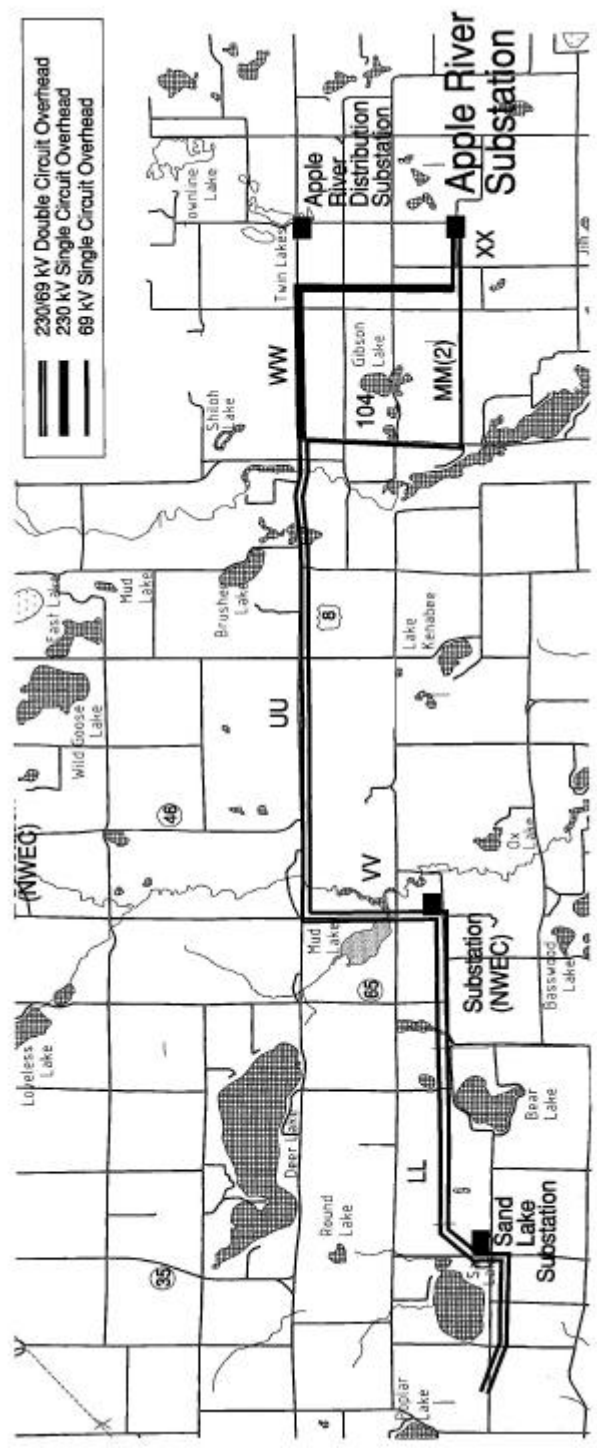 230/69 kV Double Circuit Overhead
230 kV Single Circuit Overhead
69 kV Single Circuit Overhead
(NWEC)
Loveless
Lake
35
46
Wild Goose
Lake
East Lake
Mud
Lake
Shiloh
Lake
Townline
Lake
Deer Lake
Round
Lake
Mud
Lake
65
UU
VV
Brushee
Lake
8
WW
Twin Lakes
Apple
River
Distribution
Substation
Gibson
Lake
104
MM(2)
XX
Apple River
Substation
Poplar
Lake
LL
Sand
Lake
Substation
Bear
Lake
Substation
(NWEC)
Basswood
Lake
Ox
Lake
Lake
Kenabee